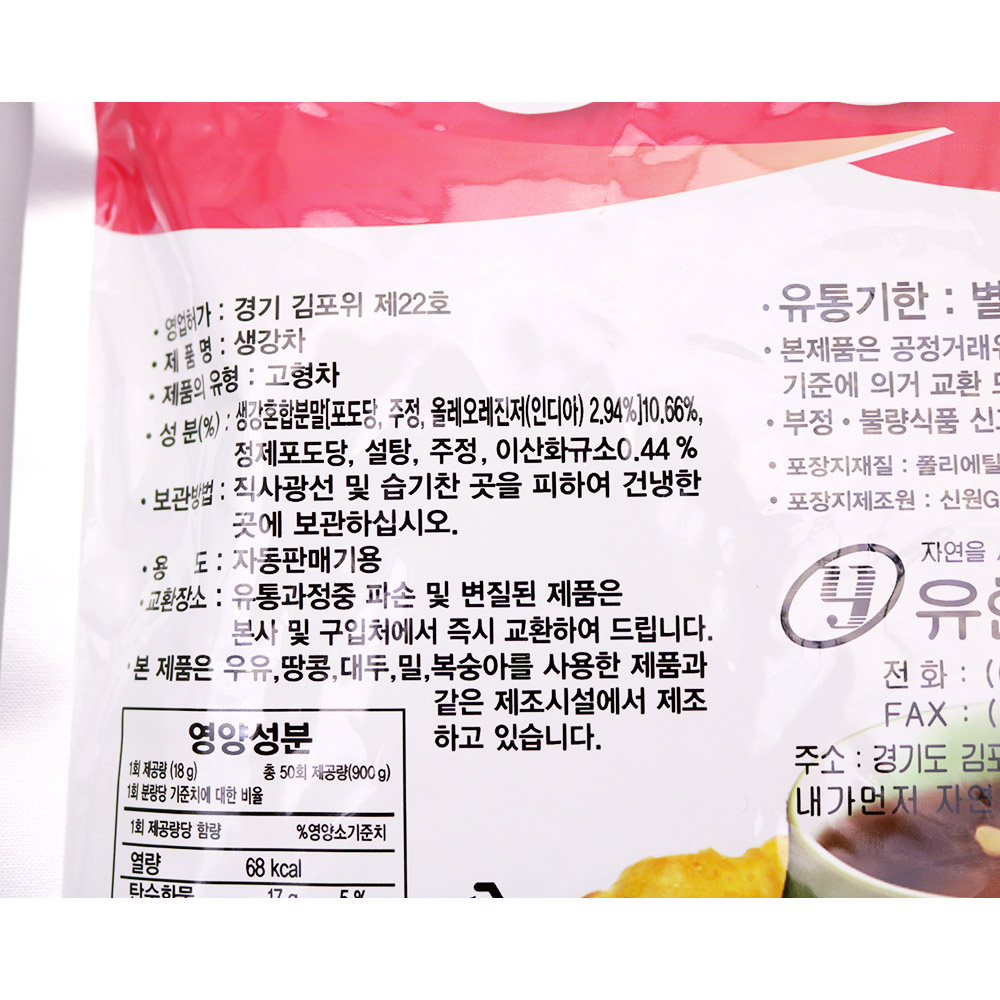 · 영업허가 : 경기 김포위 제22호
· 제 품 명 : 생강차
· 제품의 유형 : 고형차
· 성 분(%) : 생강혼합분말[포도당, 주정, 올레오레진저(인디아) 2.94%]10.66%,
정제포도당, 설탕, 주정, 이산화규소0.44 %
· 보관방법 : 직사광선 및 습기찬 곳을 피하여 건냉한
곳에 보관하십시오.
· 용 도 : 자동판매기용
· 교환장소 : 유통과정중 파손 및 변질된 제품은
본사 및 구입처에서 즉시 교환하여 드립니다.
· 본 제품은 우유,땅콩,대두,밀,복숭아를 사용한 제품과
같은 제조시설에서 제조
하고 있습니다.
영양성분
1회 제공량 (18 g) 총 50회 제공량(900 g)
1회 분량당 기준치에 대한 비율
1회 제공량당 함량 %영양소기준치
열량 68 kcal
탄수화물 17 g 5 %
· 유통기한 : 별
· 본제품은 공정거래
기준에 의거 교환
· 부정 · 불량식품 신
· 포장지재질 : 폴리에틸
· 포장지제조원 : 신원G
자연을
유
전 화 : (
FAX : (
주소 : 경기도 김포
내가먼저 자연